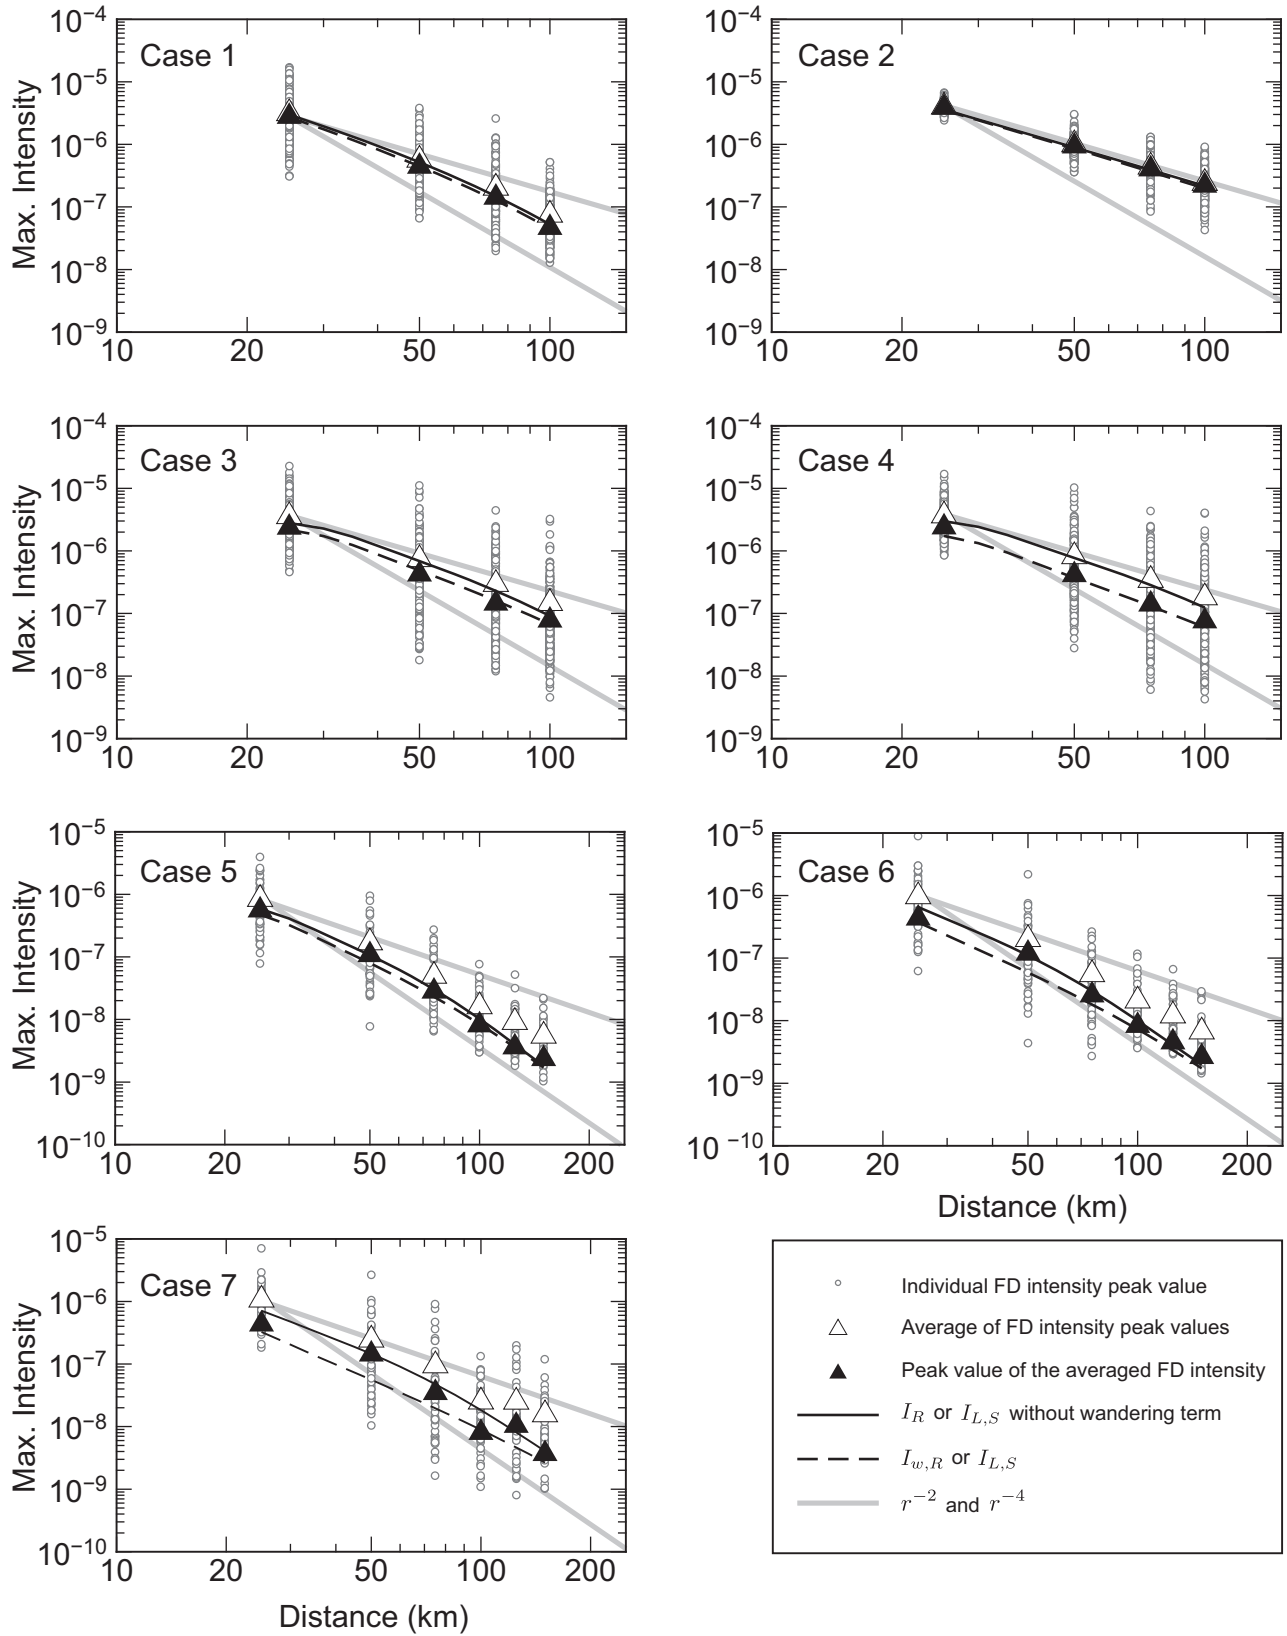 Case 1
Max. Intensity
10⁻⁴
10⁻⁵
10⁻⁶
10⁻⁷
10⁻⁸
10⁻⁹
10 20 50 100
Case 2
10⁻⁴
10⁻⁵
10⁻⁶
10⁻⁷
10⁻⁸
10⁻⁹
10 20 50 100
Case 3
Max. Intensity
10⁻⁴
10⁻⁵
10⁻⁶
10⁻⁷
10⁻⁸
10⁻⁹
10 20 50 100
Case 4
10⁻⁴
10⁻⁵
10⁻⁶
10⁻⁷
10⁻⁸
10⁻⁹
10 20 50 100
Case 5
Max. Intensity
10⁻⁵
10⁻⁶
10⁻⁷
10⁻⁸
10⁻⁹
10⁻¹⁰
10 20 50 100 200
Case 6
10⁻⁵
10⁻⁶
10⁻⁷
10⁻⁸
10⁻⁹
10⁻¹⁰
10 20 50 100 200
Distance (km)
Case 7
Max. Intensity
10⁻⁵
10⁻⁶
10⁻⁷
10⁻⁸
10⁻⁹
10⁻¹⁰
10 20 50 100 200
Distance (km)
Individual FD intensity peak value
Average of FD intensity peak values
Peak value of the averaged FD intensity
I_R or I_{L,S} without wandering term
I_{w,R} or I_{L,S}
r⁻² and r⁻⁴